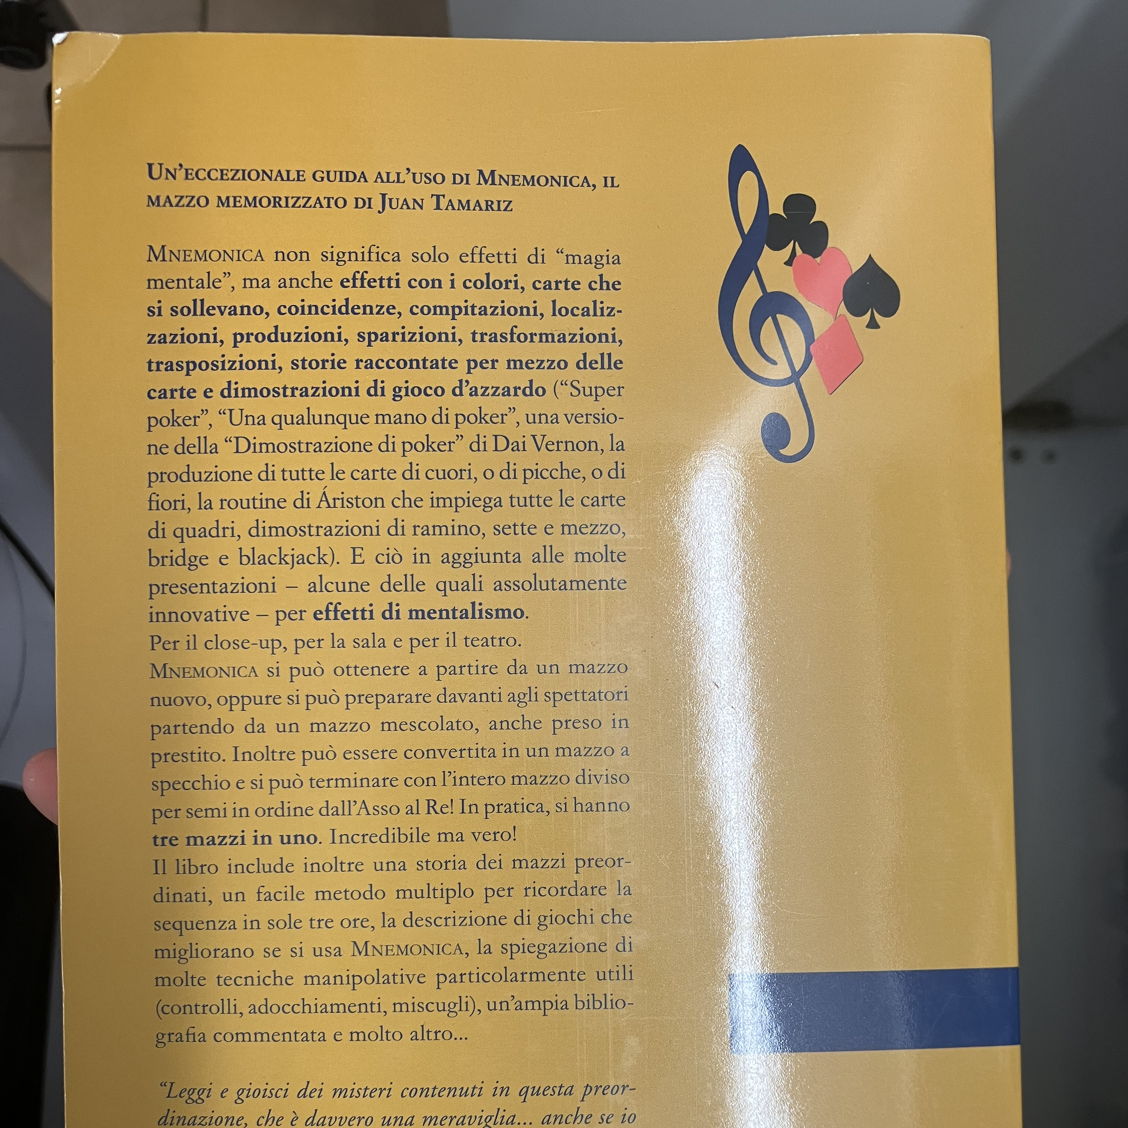 UN'ECCEZIONALE GUIDA ALL'USO DI MNEMONICA, IL
MAZZO MEMORIZZATO DI JUAN TAMARIZ
MNEMONICA non significa solo effetti di “magia
mentale”, ma anche effetti con i colori, carte che
si sollevano, coincidenze, compitazioni, localiz-
zazioni, produzioni, sparizioni, trasformazioni,
trasposizioni, storie raccontate per mezzo delle
carte e dimostrazioni di gioco d'azzardo (“Super
poker”, “Una qualunque mano di poker”, una versio-
ne della “Dimostrazione di poker” di Dai Vernon, la
produzione di tutte le carte di cuori, o di picche, o di
fiori, la routine di Áriston che impiega tutte le carte
di quadri, dimostrazioni di ramino, sette e mezzo,
bridge e blackjack). E ciò in aggiunta alle molte
presentazioni – alcune delle quali assolutamente
innovative – per effetti di mentalismo.
Per il close-up, per la sala e per il teatro.
MNEMONICA si può ottenere a partire da un mazzo
nuovo, oppure si può preparare davanti agli spettatori
partendo da un mazzo mescolato, anche preso in
prestito. Inoltre può essere convertita in un mazzo a
specchio e si può terminare con l'intero mazzo diviso
per semi in ordine dall'Asso al Re! In pratica, si hanno
tre mazzi in uno. Incredibile ma vero!
Il libro include inoltre una storia dei mazzi preor-
dinati, un facile metodo multiplo per ricordare la
sequenza in sole tre ore, la descrizione di giochi che
migliorano se si usa MNEMONICA, la spiegazione di
molte tecniche manipolative particolarmente utili
(controlli, adocchiamenti, miscugli), un'ampia biblio-
grafia commentata e molto altro...
“Leggi e gioisci dei misteri contenuti in questa preor-
dinazione, che è davvero una meraviglia... anche se io